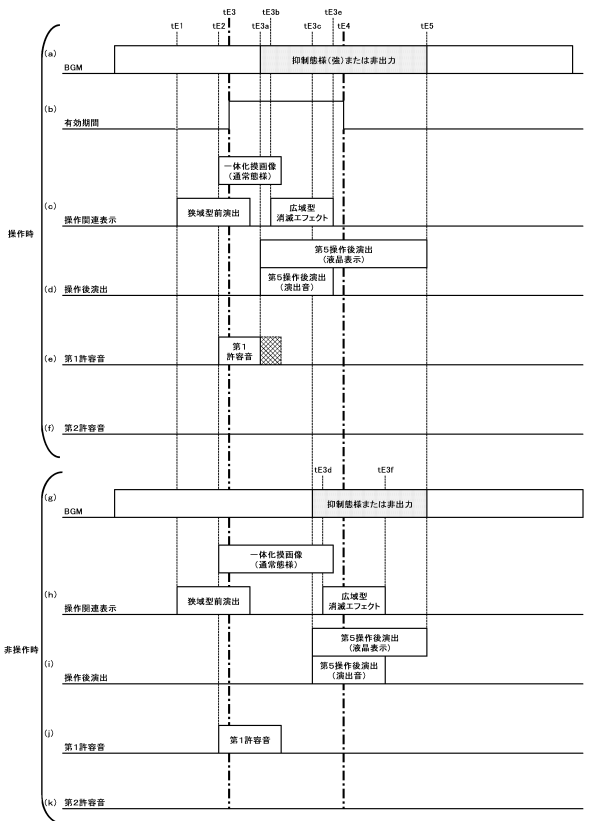 tE3 tE3b tE3e
tE1 tE2 tE3a tE3c tE4 tE5
(a)
BGM
抑制態様(強)または非出力
(b)
有効期間
一体化摸画像
(通常態様)
(c)
操作関連表示
狭域型前演出
広域型
消滅エフェクト
操作時
第5操作後演出
(液晶表示)
(d)
操作後演出
第5操作後演出
(演出音)
(e)
第1許容音
第1
許容音
(f)
第2許容音
tE3d tE3f
(g)
BGM
抑制態様または非出力
一体化摸画像
(通常態様)
(h)
操作関連表示
狭域型前演出
広域型
消滅エフェクト
非操作時
第5操作後演出
(液晶表示)
(i)
操作後演出
第5操作後演出
(演出音)
(j)
第1許容音
第1許容音
(k)
第2許容音